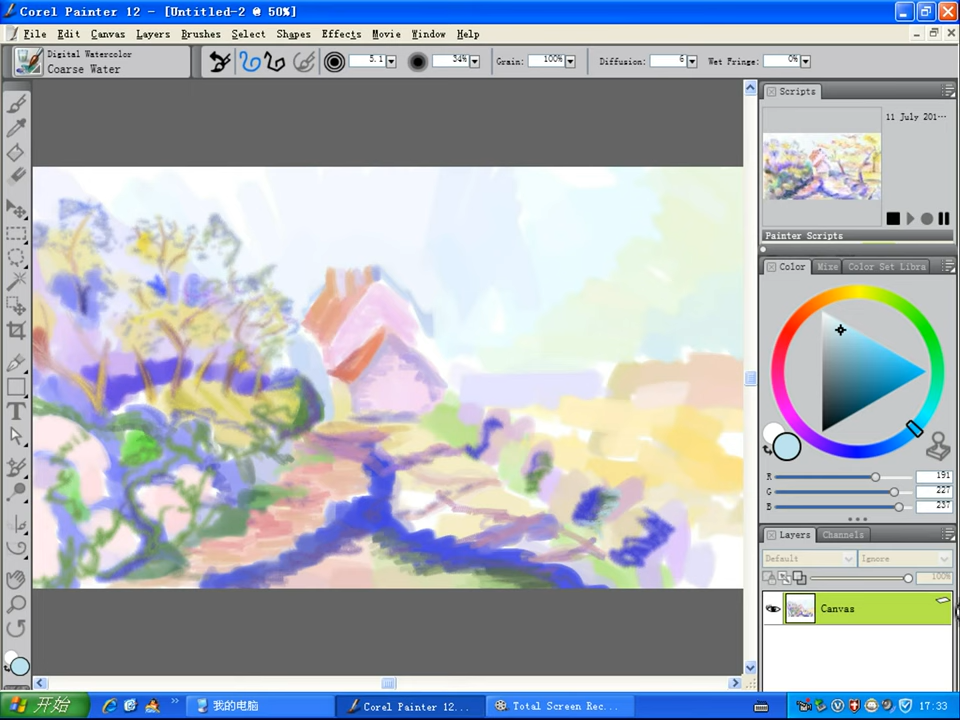 Corel Painter 12 - [Untitled-2 @ 50%]
File Edit Canvas Layers Brushes Select Shapes Effects Movie Window Help
Digital Watercolor
Coarse Water
5.1 34% Grain: 100% Diffusion: 6 Wet Fringe: 0%
Scripts
11 July 201...
Painter Scripts
Color Mixe Color Set Libra
R 191
G 227
B 237
Layers Channels
Default Ignore
100%
Canvas
开始 我的电脑 Corel Painter 12... Total Screen Rec... 17:33